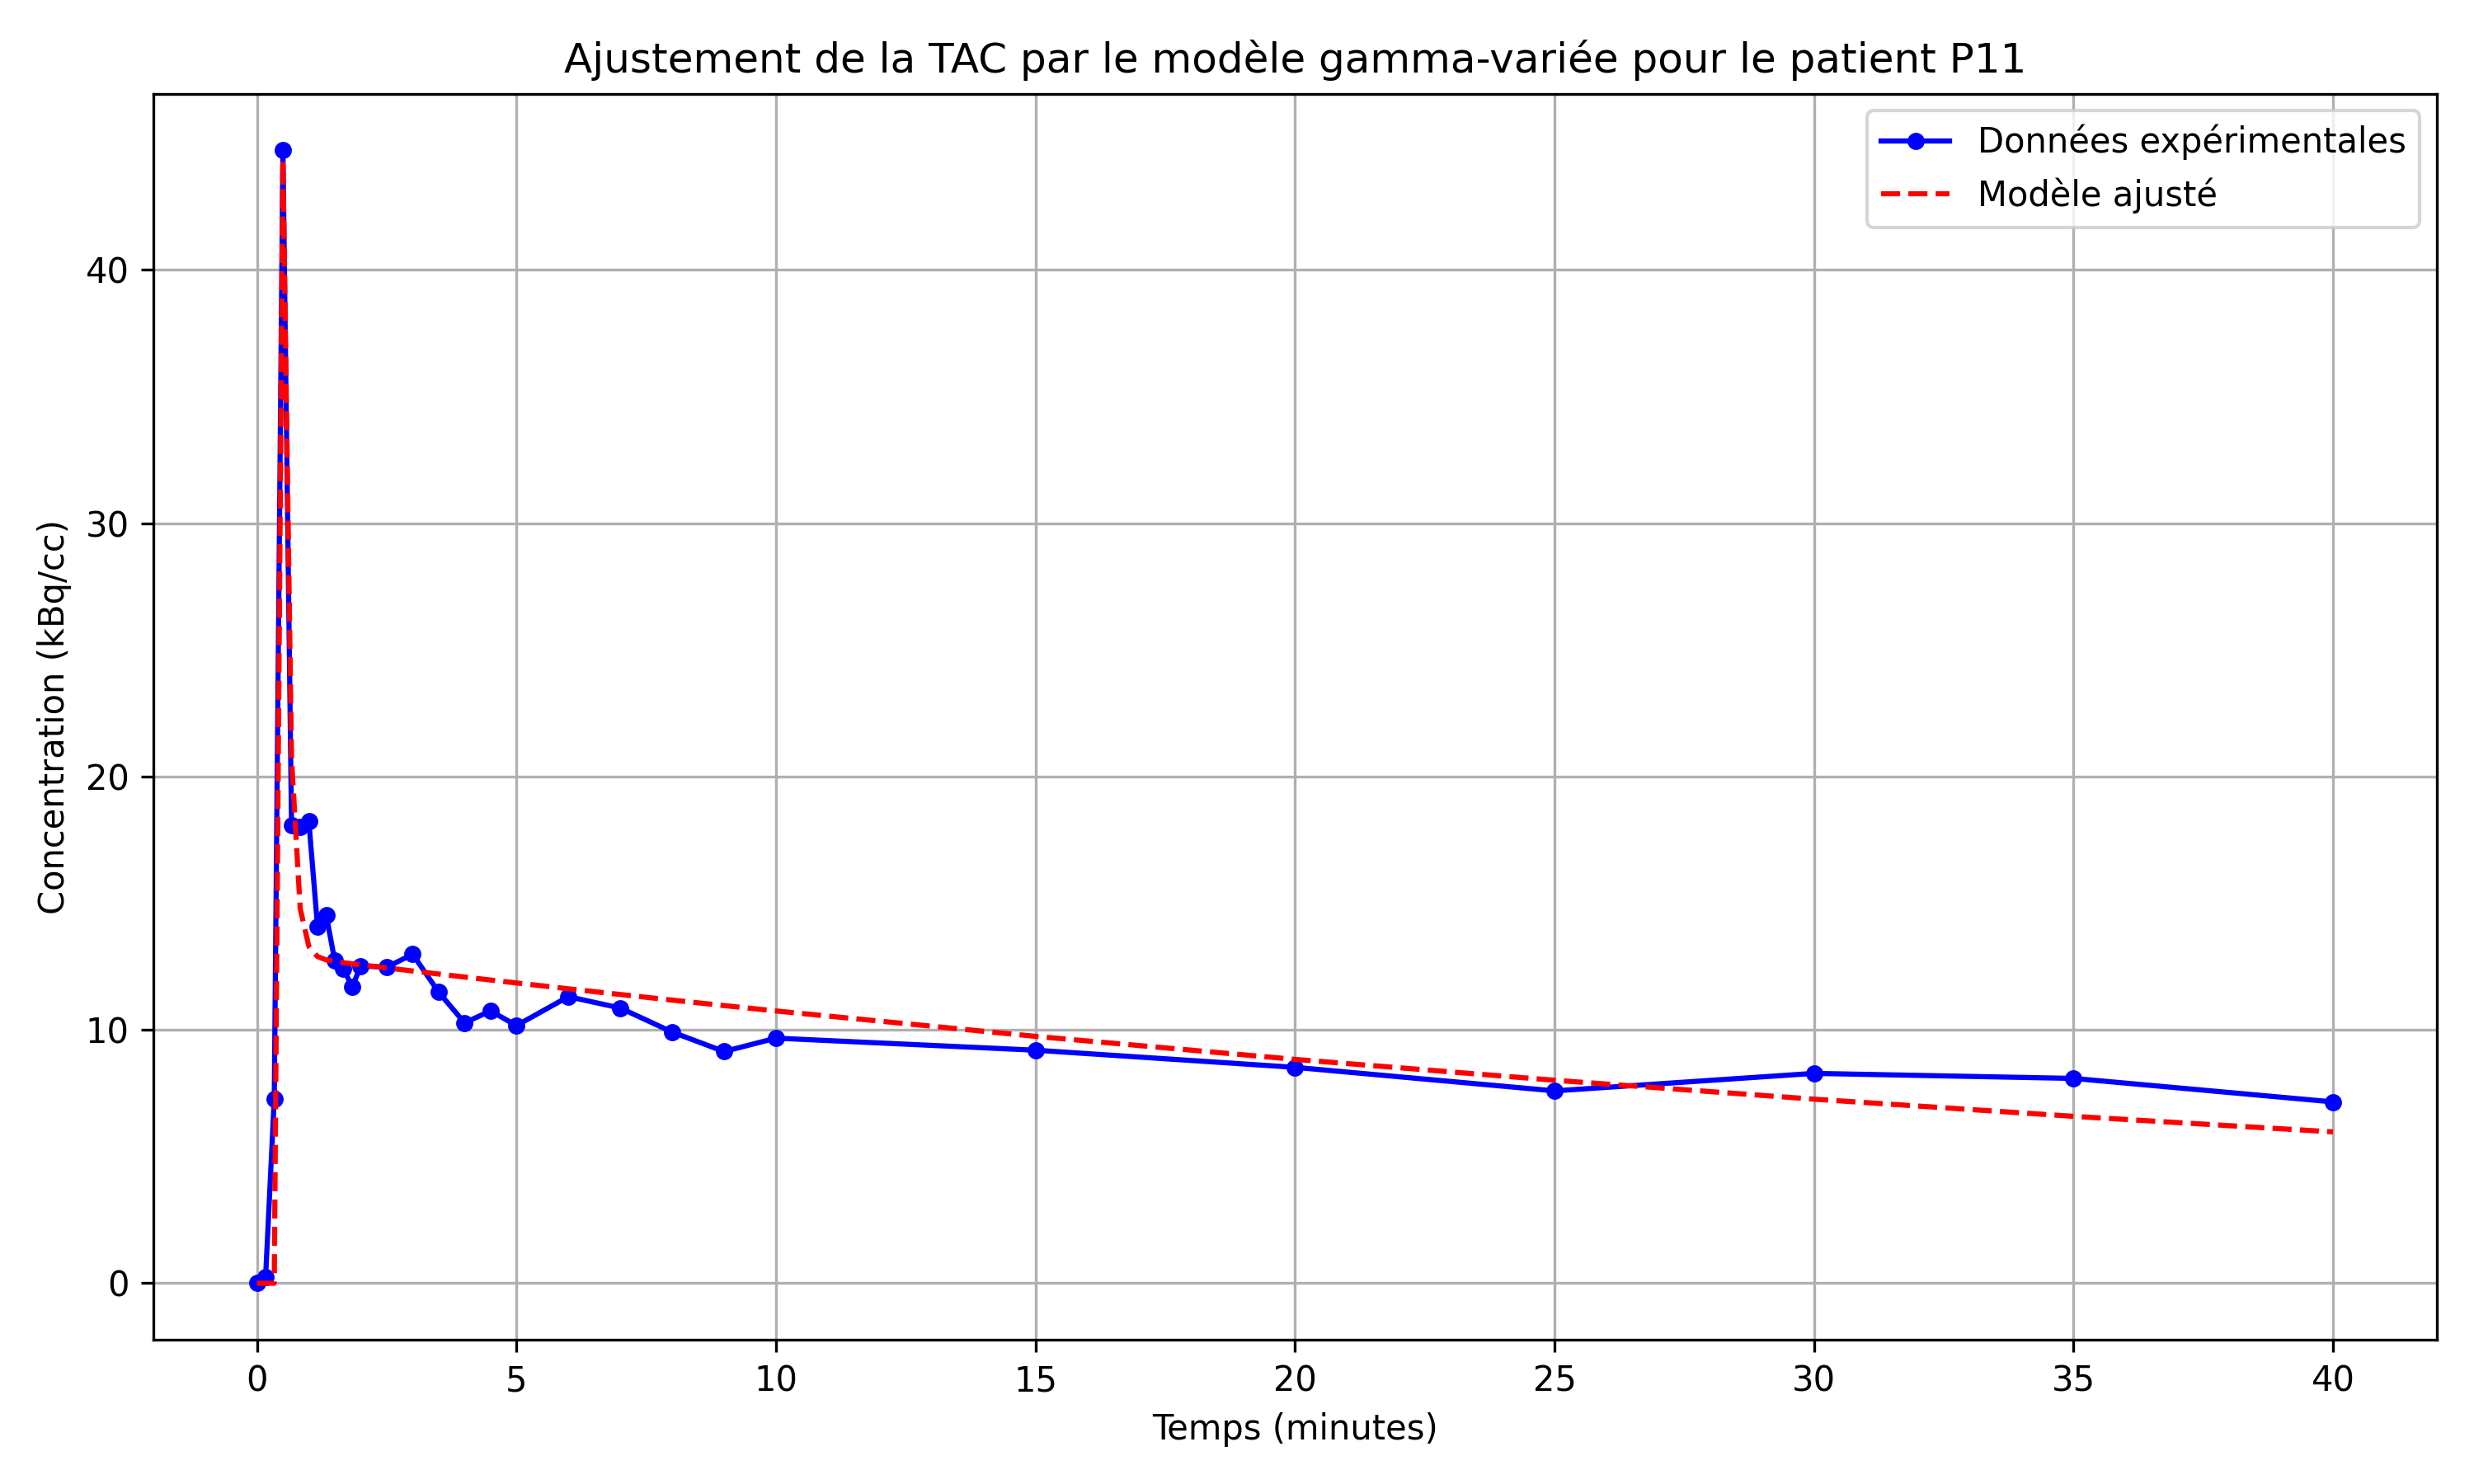 Ajustement de la TAC par le modèle gamma-variée pour le patient P11
Données expérimentales
Modèle ajusté
Concentration (kBq/cc)
40
30
20
10
0
0 5 10 15 20 25 30 35 40
Temps (minutes)